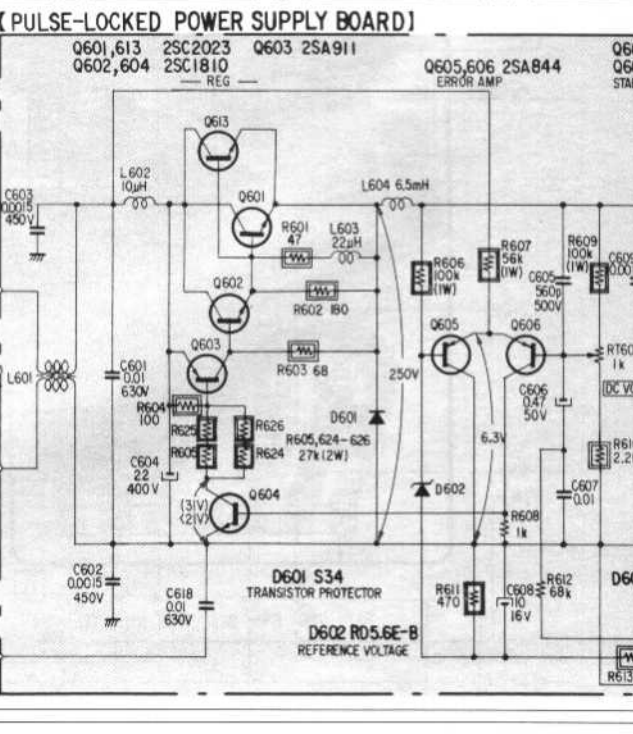 [PULSE-LOCKED POWER SUPPLY BOARD]
Q601,613 2SC2023 Q603 2SA911
Q602,604 2SC1810
REG
Q605,606 2SA844
ERROR AMP
Q613
L602
10μH
Q601
L604 6.5mH
C603
0.0015
450V
R601
47
L603
22μH
R606
100k
(1W)
R607
56k
(1W)
R609
100k
(1W)
C605
560p
500V
Q602
R602 180
Q605
Q606
Q603
R603 68
L601
C601
0.01
630V
250V
1k
R604
100
C606
0.47
50V
D601
R625
R626
R605,624-626
27k(2W)
R605
R624
6.3V
C604
22
400V
D602
C607
0.01
Q604
(31V)
(21V)
R608
1k
C602
0.0015
450V
D601 S34
TRANSISTOR PROTECTOR
C618
0.01
630V
R611
470
C608
110
16V
R612
68k
D602 RD5.6E-B
REFERENCE VOLTAGE
R613